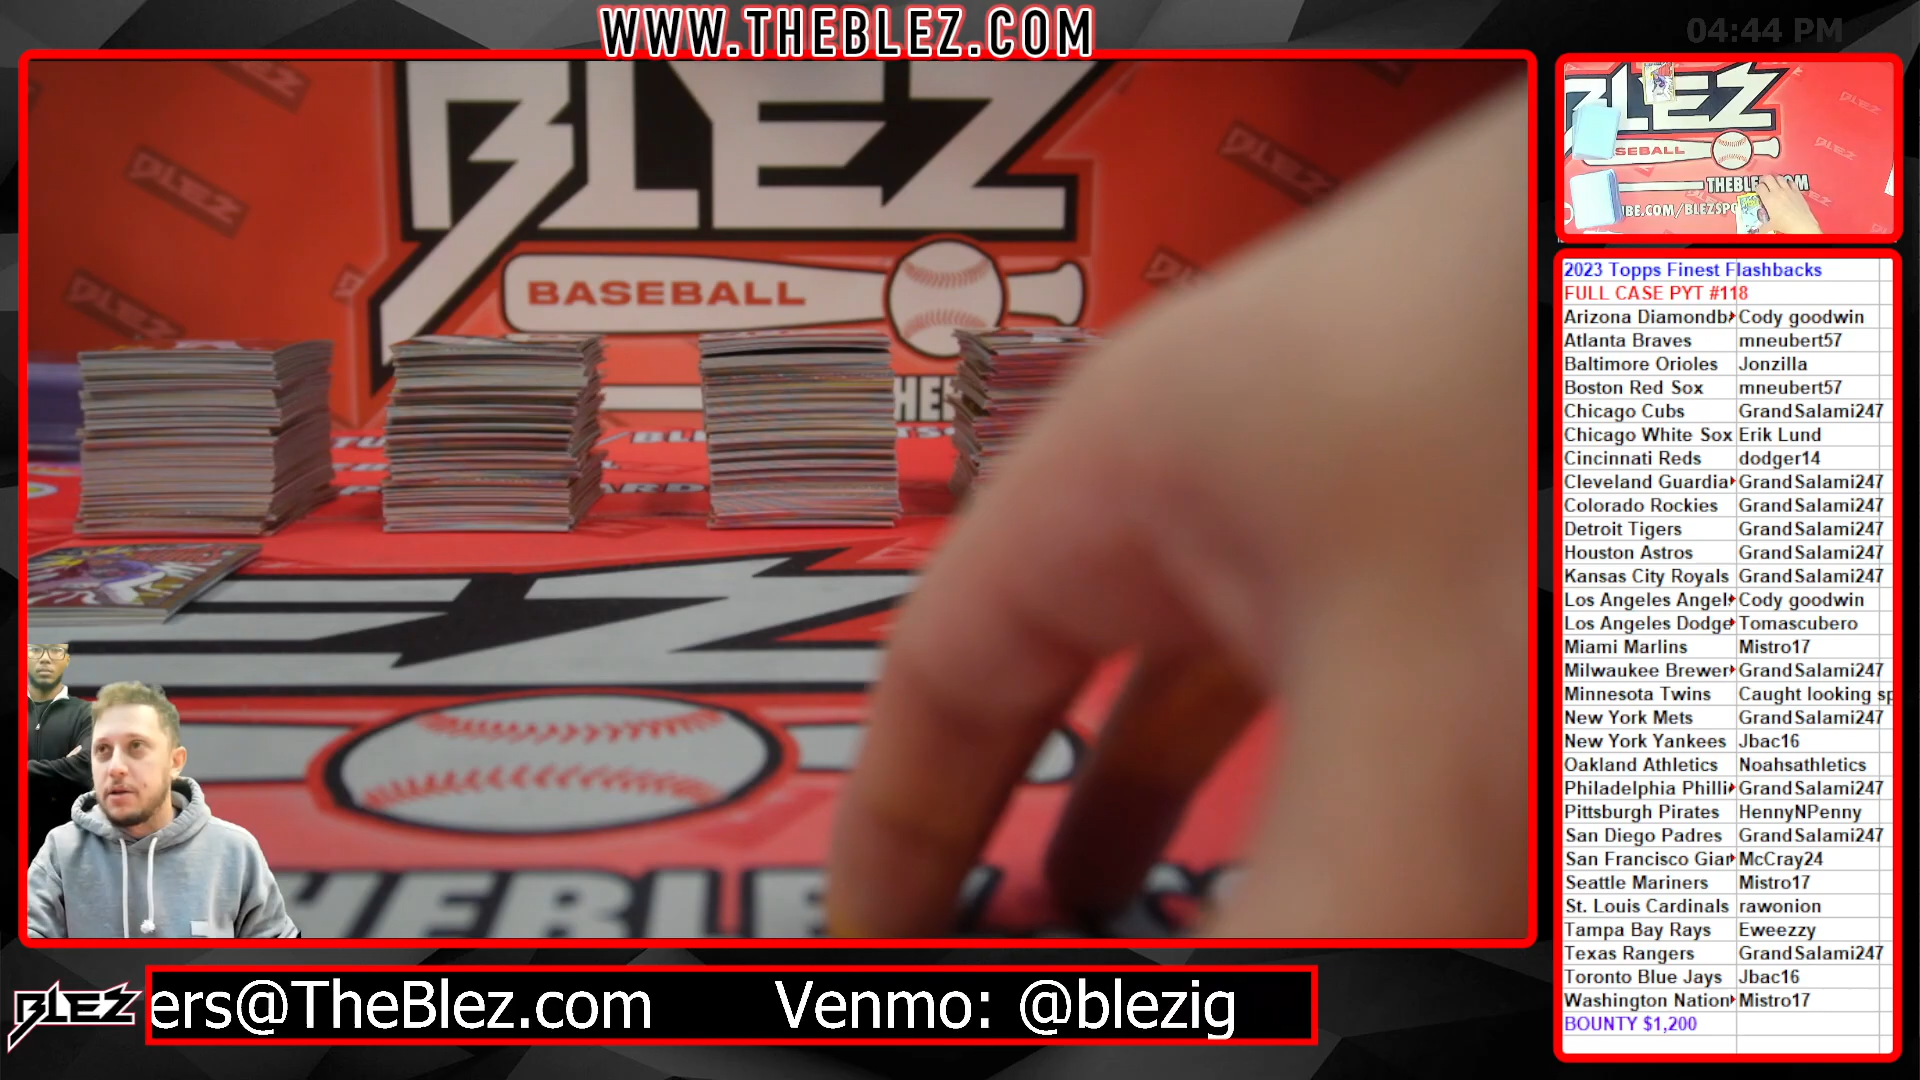 WWW.THEBLEZ.COM
04:44 PM
BLEZ
BASEBALL
BLEZ
THEBLE
2023 Topps Finest Flashbacks
FULL CASE PYT #118
Arizona Diamondb Cody goodwin
Atlanta Braves mneubert57
Baltimore Orioles Jonzilla
Boston Red Sox mneubert57
Chicago Cubs GrandSalami247
Chicago White Sox Erik Lund
Cincinnati Reds dodger14
Cleveland Guardia GrandSalami247
Colorado Rockies GrandSalami247
Detroit Tigers GrandSalami247
Houston Astros GrandSalami247
Kansas City Royals GrandSalami247
Los Angeles Angel Cody goodwin
Los Angeles Dodge Tomascubero
Miami Marlins Mistro17
Milwaukee Brewer GrandSalami247
Minnesota Twins Caught looking sp
New York Mets GrandSalami247
New York Yankees Jbac16
Oakland Athletics Noahsathletics
Philadelphia Philli GrandSalami247
Pittsburgh Pirates HennyNPenny
San Diego Padres GrandSalami247
San Francisco Giar McCray24
Seattle Mariners Mistro17
St. Louis Cardinals rawonion
Tampa Bay Rays Eweezzy
Texas Rangers GrandSalami247
Toronto Blue Jays Jbac16
Washington Nation Mistro17
BOUNTY $1,200
BLEZ
ers@TheBlez.com Venmo: @blezig